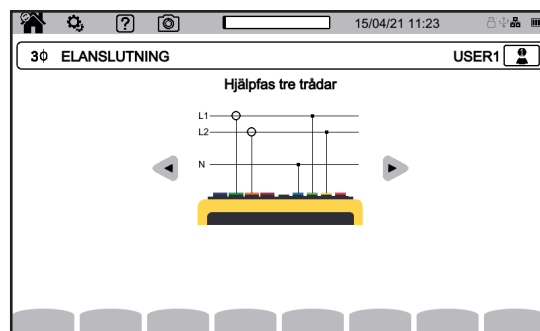 ? 15/04/21 11:23
3Φ ELANSLUTNING USER1
Hjälpfas tre trådar
L1
L2
N